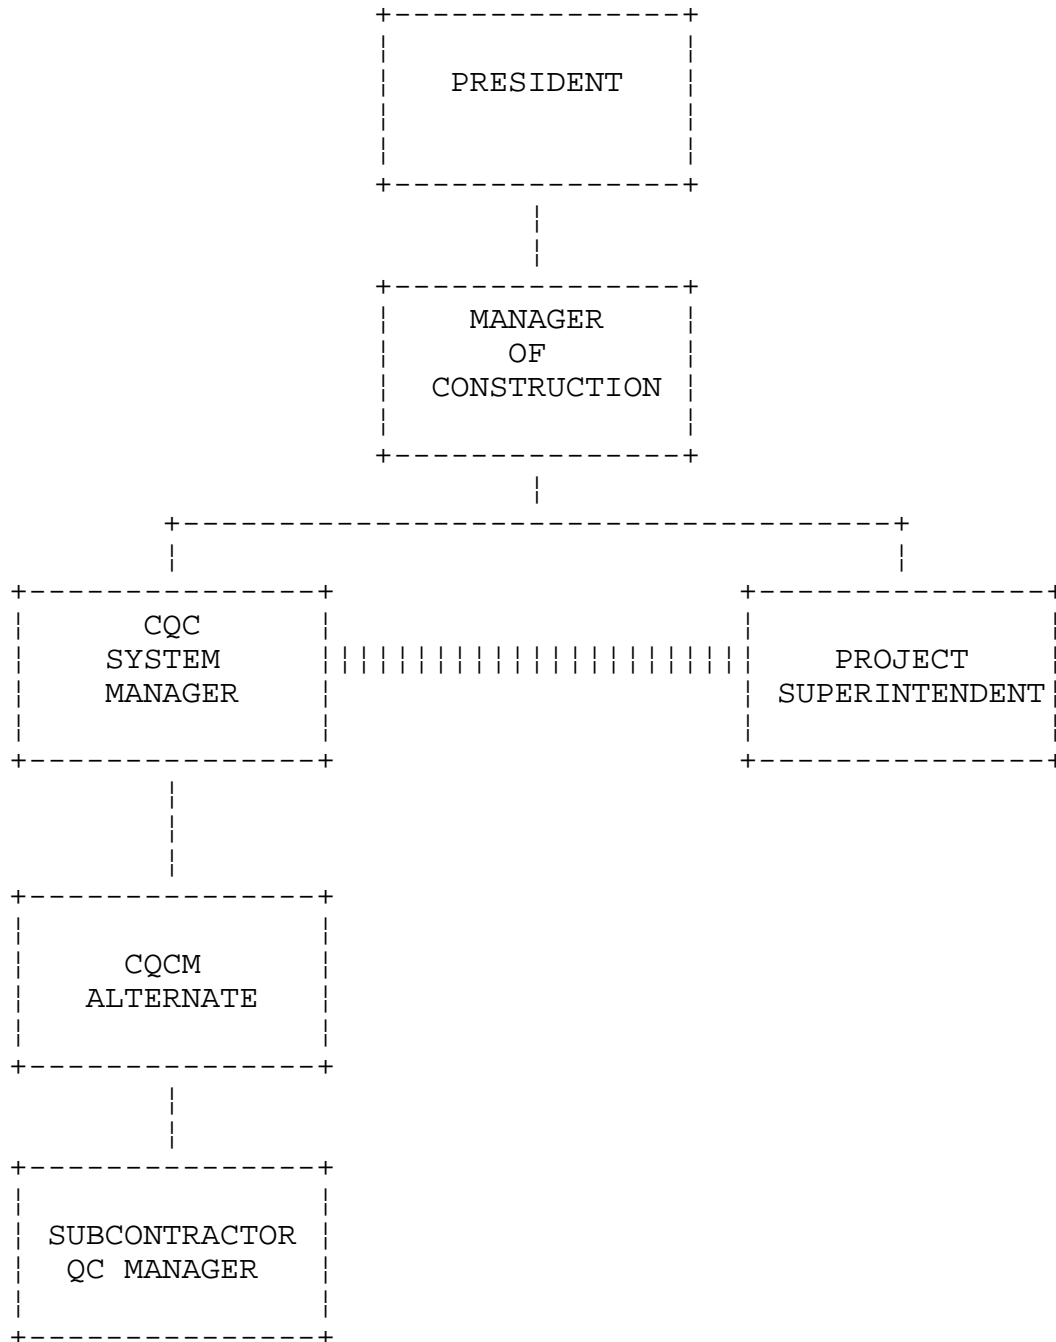 PRESIDENT
MANAGER
OF
CONSTRUCTION
CQC
SYSTEM
MANAGER
PROJECT
SUPERINTENDENT
CQCM
ALTERNATE
SUBCONTRACTOR
QC MANAGER